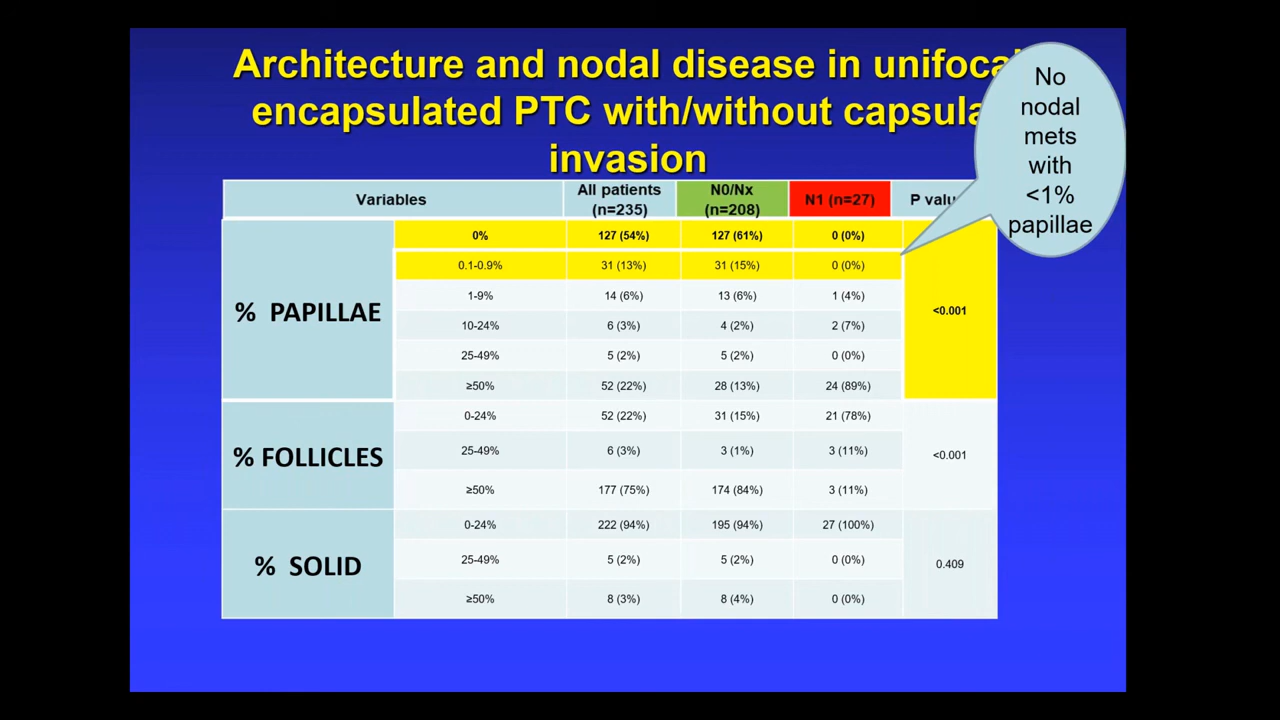 Architecture and nodal disease in unifocal
encapsulated PTC with/without capsula
invasion
No
nodal
mets
with
<1%
papillae
Variables All patients (n=235) N0/Nx (n=208) N1 (n=27) P valu
% PAPILLAE
0% 127 (54%) 127 (61%) 0 (0%)
0.1-0.9% 31 (13%) 31 (15%) 0 (0%)
1-9% 14 (6%) 13 (6%) 1 (4%)
<0.001
10-24% 6 (3%) 4 (2%) 2 (7%)
25-49% 5 (2%) 5 (2%) 0 (0%)
≥50% 52 (22%) 28 (13%) 24 (89%)
% FOLLICLES
0-24% 52 (22%) 31 (15%) 21 (78%)
25-49% 6 (3%) 3 (1%) 3 (11%) <0.001
≥50% 177 (75%) 174 (84%) 3 (11%)
% SOLID
0-24% 222 (94%) 195 (94%) 27 (100%)
25-49% 5 (2%) 5 (2%) 0 (0%) 0.409
≥50% 8 (3%) 8 (4%) 0 (0%)